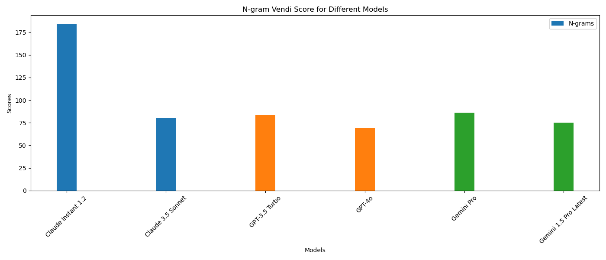 N-gram Vendi Score for Different Models
N-grams
175
150
125
100
75
50
25
0
Scores
Claude Instant 1.2
Claude 3.5 Sonnet
GPT-3.5 Turbo
GPT-4o
Gemini Pro
Gemini 1.5 Pro Latest
Models